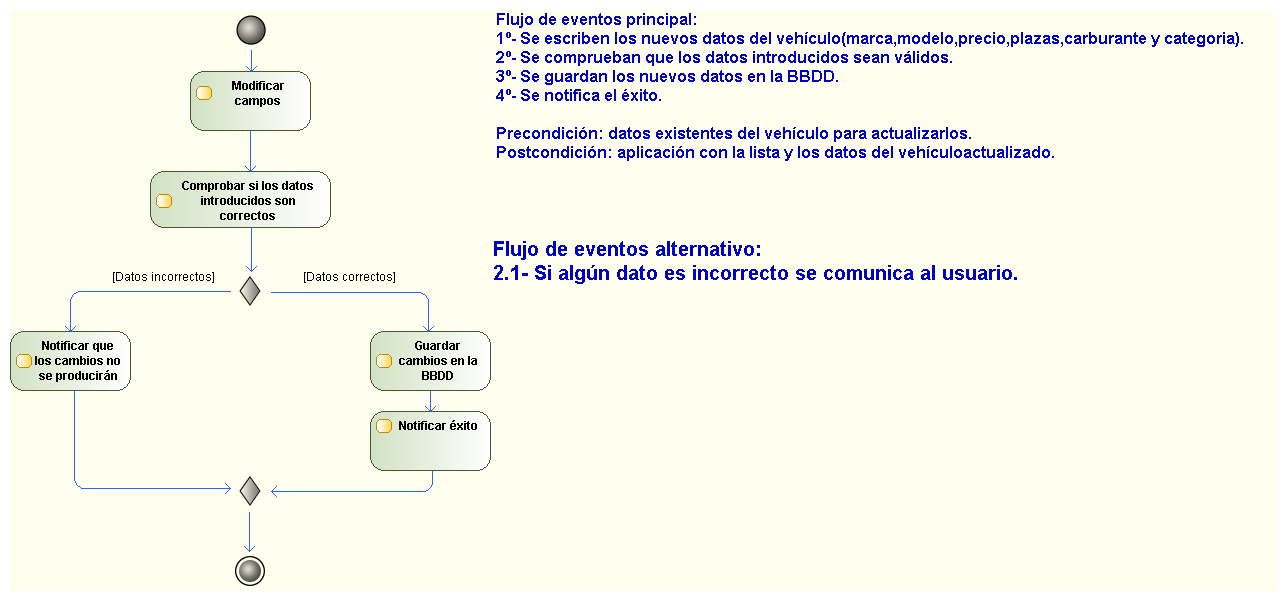 Flujo de eventos principal:
1º- Se escriben los nuevos datos del vehículo(marca,modelo,precio,plazas,carburante y categoria).
2º- Se comprueban que los datos introducidos sean válidos.
3º- Se guardan los nuevos datos en la BBDD.
4º- Se notifica el éxito.
Precondición: datos existentes del vehículo para actualizarlos.
Postcondición: aplicación con la lista y los datos del vehículoactualizado.
Flujo de eventos alternativo:
2.1- Si algún dato es incorrecto se comunica al usuario.
Modificar
campos
Comprobar si los datos
introducidos son
correctos
[Datos incorrectos]
[Datos correctos]
Notificar que
los cambios no
se producirán
Guardar
cambios en la
BBDD
Notificar éxito